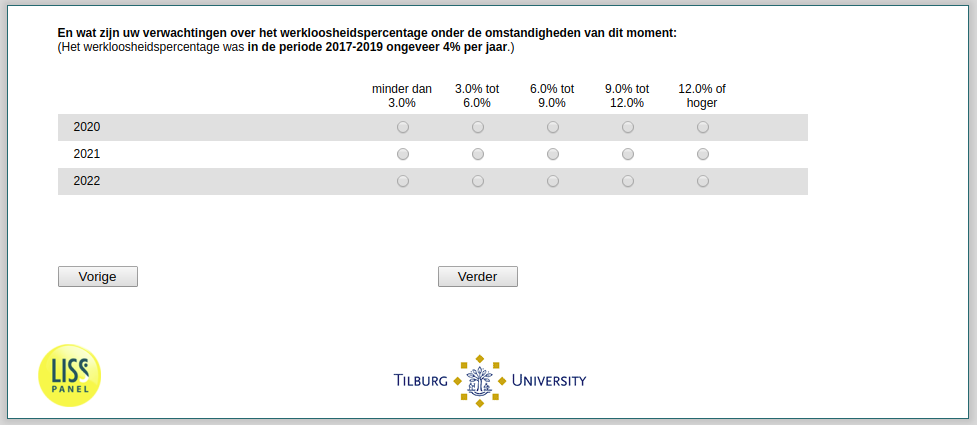 En wat zijn uw verwachtingen over het werkloosheidspercentage onder de omstandigheden van dit moment:
(Het werkloosheidspercentage was in de periode 2017-2019 ongeveer 4% per jaar.)
minder dan 3.0%
3.0% tot 6.0%
6.0% tot 9.0%
9.0% tot 12.0%
12.0% of hoger
2020
2021
2022
Vorige
Verder
LISS
PANEL
TILBURG UNIVERSITY